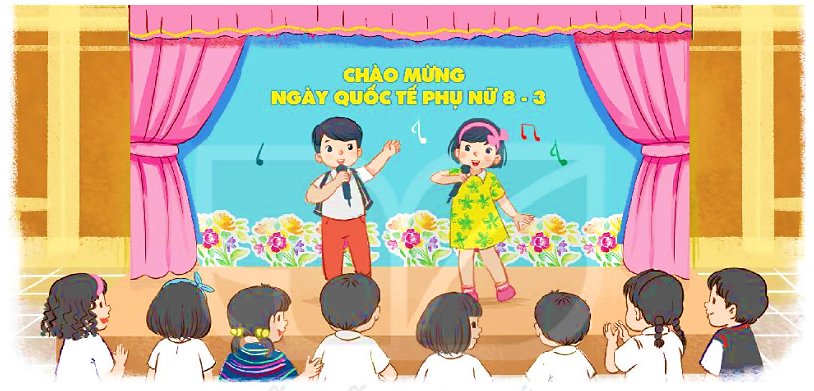 CHÀO MỪNG
NGÀY QUỐC TẾ PHỤ NỮ 8 - 3